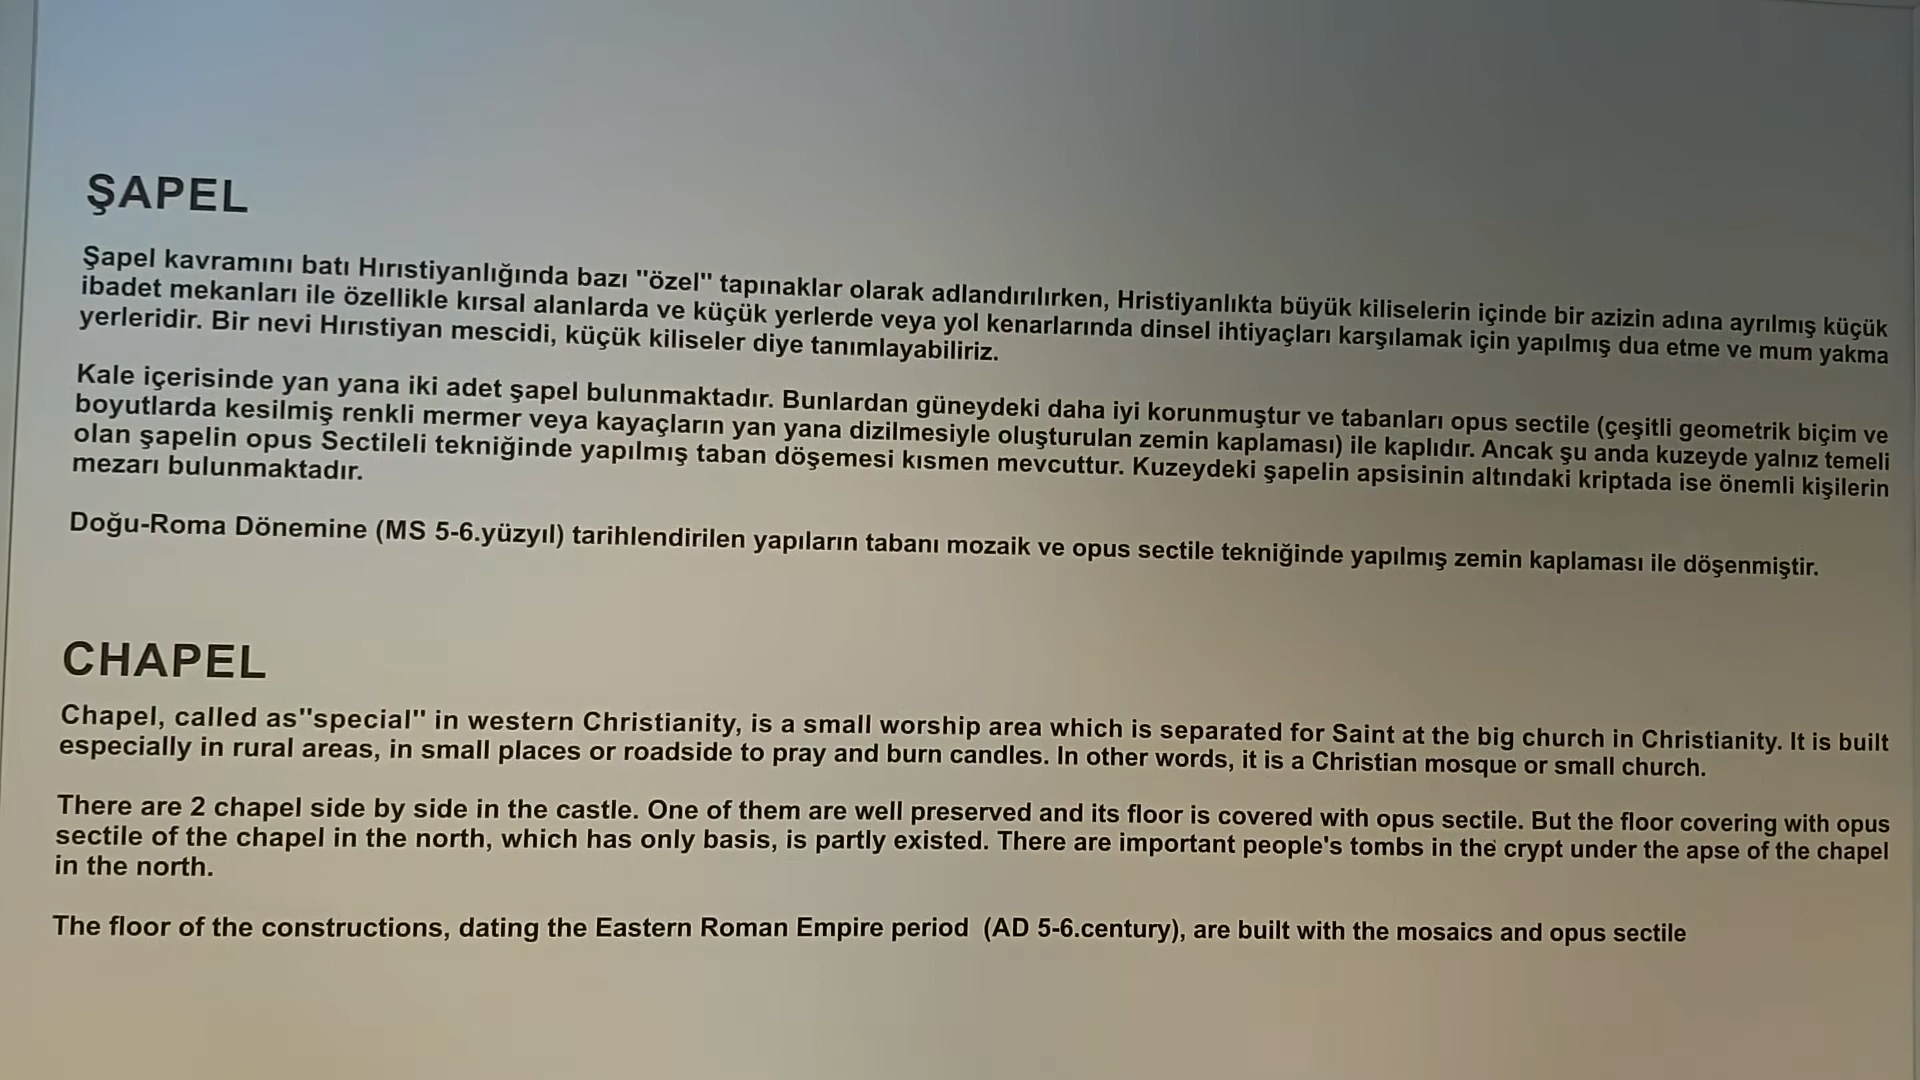 ŞAPEL
Şapel kavramını batı Hırıstiyanlığında bazı "özel" tapınaklar olarak adlandırılırken, Hristiyanlıkta büyük kiliselerin içinde bir azizin adına ayrılmış küçük
ibadet mekanları ile özellikle kırsal alanlarda ve küçük yerlerde veya yol kenarlarında dinsel ihtiyaçları karşılamak için yapılmış dua etme ve mum yakma
yerleridir. Bir nevi Hırıstiyan mescidi, küçük kiliseler diye tanımlayabiliriz.
Kale içerisinde yan yana iki adet şapel bulunmaktadır. Bunlardan güneydeki daha iyi korunmuştur ve tabanları opus sectile (çeşitli geometrik biçim ve
boyutlarda kesilmiş renkli mermer veya kayaçların yan yana dizilmesiyle oluşturulan zemin kaplaması) ile kaplıdır. Ancak şu anda kuzeyde yalnız temeli
olan şapelin opus Sectileli tekniğinde yapılmış taban döşemesi kısmen mevcuttur. Kuzeydeki şapelin apsisinin altındaki kriptada ise önemli kişilerin
mezarı bulunmaktadır.
Doğu-Roma Dönemine (MS 5-6.yüzyıl) tarihlendirilen yapıların tabanı mozaik ve opus sectile tekniğinde yapılmış zemin kaplaması ile döşenmiştir.
CHAPEL
Chapel, called as"special" in western Christianity, is a small worship area which is separated for Saint at the big church in Christianity. It is built
especially in rural areas, in small places or roadside to pray and burn candles. In other words, it is a Christian mosque or small church.
There are 2 chapel side by side in the castle. One of them are well preserved and its floor is covered with opus sectile. But the floor covering with opus
sectile of the chapel in the north, which has only basis, is partly existed. There are important people's tombs in the crypt under the apse of the chapel
in the north.
The floor of the constructions, dating the Eastern Roman Empire period (AD 5-6.century), are built with the mosaics and opus sectile